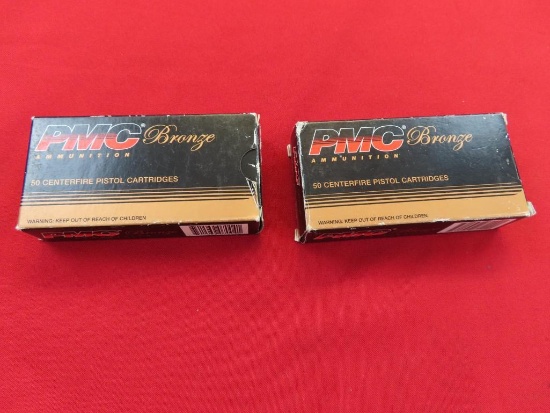 PMC® Bronze
AMMUNITION
50 CENTERFIRE PISTOL CARTRIDGES
WARNING: KEEP OUT OF REACH OF CHILDREN
PMC® Bronze
AMMUNITION
50 CENTERFIRE PISTOL CARTRIDGES
WARNING: KEEP OUT OF REACH OF CHILDREN